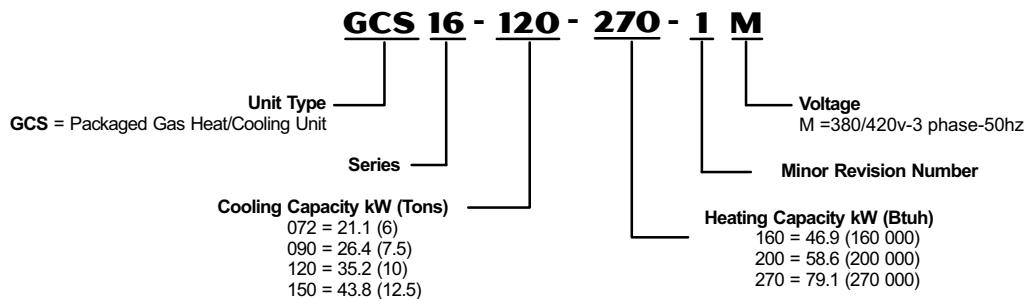 GCS 16 - 120 - 270 - 1 M
Unit Type
GCS = Packaged Gas Heat/Cooling Unit
Voltage
M =380/420v-3 phase-50hz
Series
Minor Revision Number
Cooling Capacity kW (Tons)
072 = 21.1 (6)
090 = 26.4 (7.5)
120 = 35.2 (10)
150 = 43.8 (12.5)
Heating Capacity kW (Btuh)
160 = 46.9 (160 000)
200 = 58.6 (200 000)
270 = 79.1 (270 000)